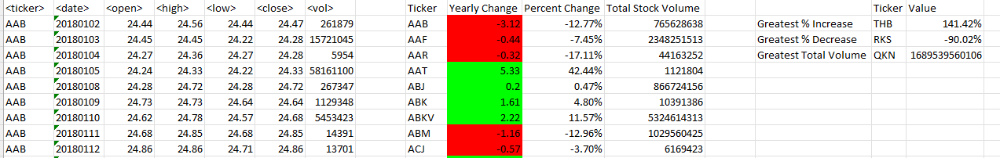 <ticker> <date> <open> <high> <low> <close> <vol> Ticker Yearly Change Percent Change Total Stock Volume Ticker Value
AAB 20180102 24.44 24.56 24.44 24.47 261879 AAB -3.12 -12.77% 765628638 Greatest % Increase THB 141.42%
AAB 20180103 24.45 24.45 24.22 24.28 15721045 AAF -0.44 -7.45% 2348251513 Greatest % Decrease RKS -90.02%
AAB 20180104 24.27 24.36 24.27 24.28 5954 AAR -0.32 -17.11% 44163252 Greatest Total Volume QKN 1689539560106
AAB 20180105 24.24 24.33 24.22 24.33 58161100 AAT 5.33 42.44% 1121804
AAB 20180108 24.28 24.72 24.28 24.72 267347 ABJ 0.2 0.47% 866724156
AAB 20180109 24.73 24.73 24.64 24.64 1129348 ABK 1.61 4.80% 10391386
AAB 20180110 24.62 24.78 24.57 24.68 5453423 ABKV 2.22 11.57% 5324614313
AAB 20180111 24.68 24.85 24.68 24.85 14391 ABM -1.16 -12.96% 1029560425
AAB 20180112 24.86 24.86 24.71 24.86 13701 ACJ -0.57 -3.70% 6169423